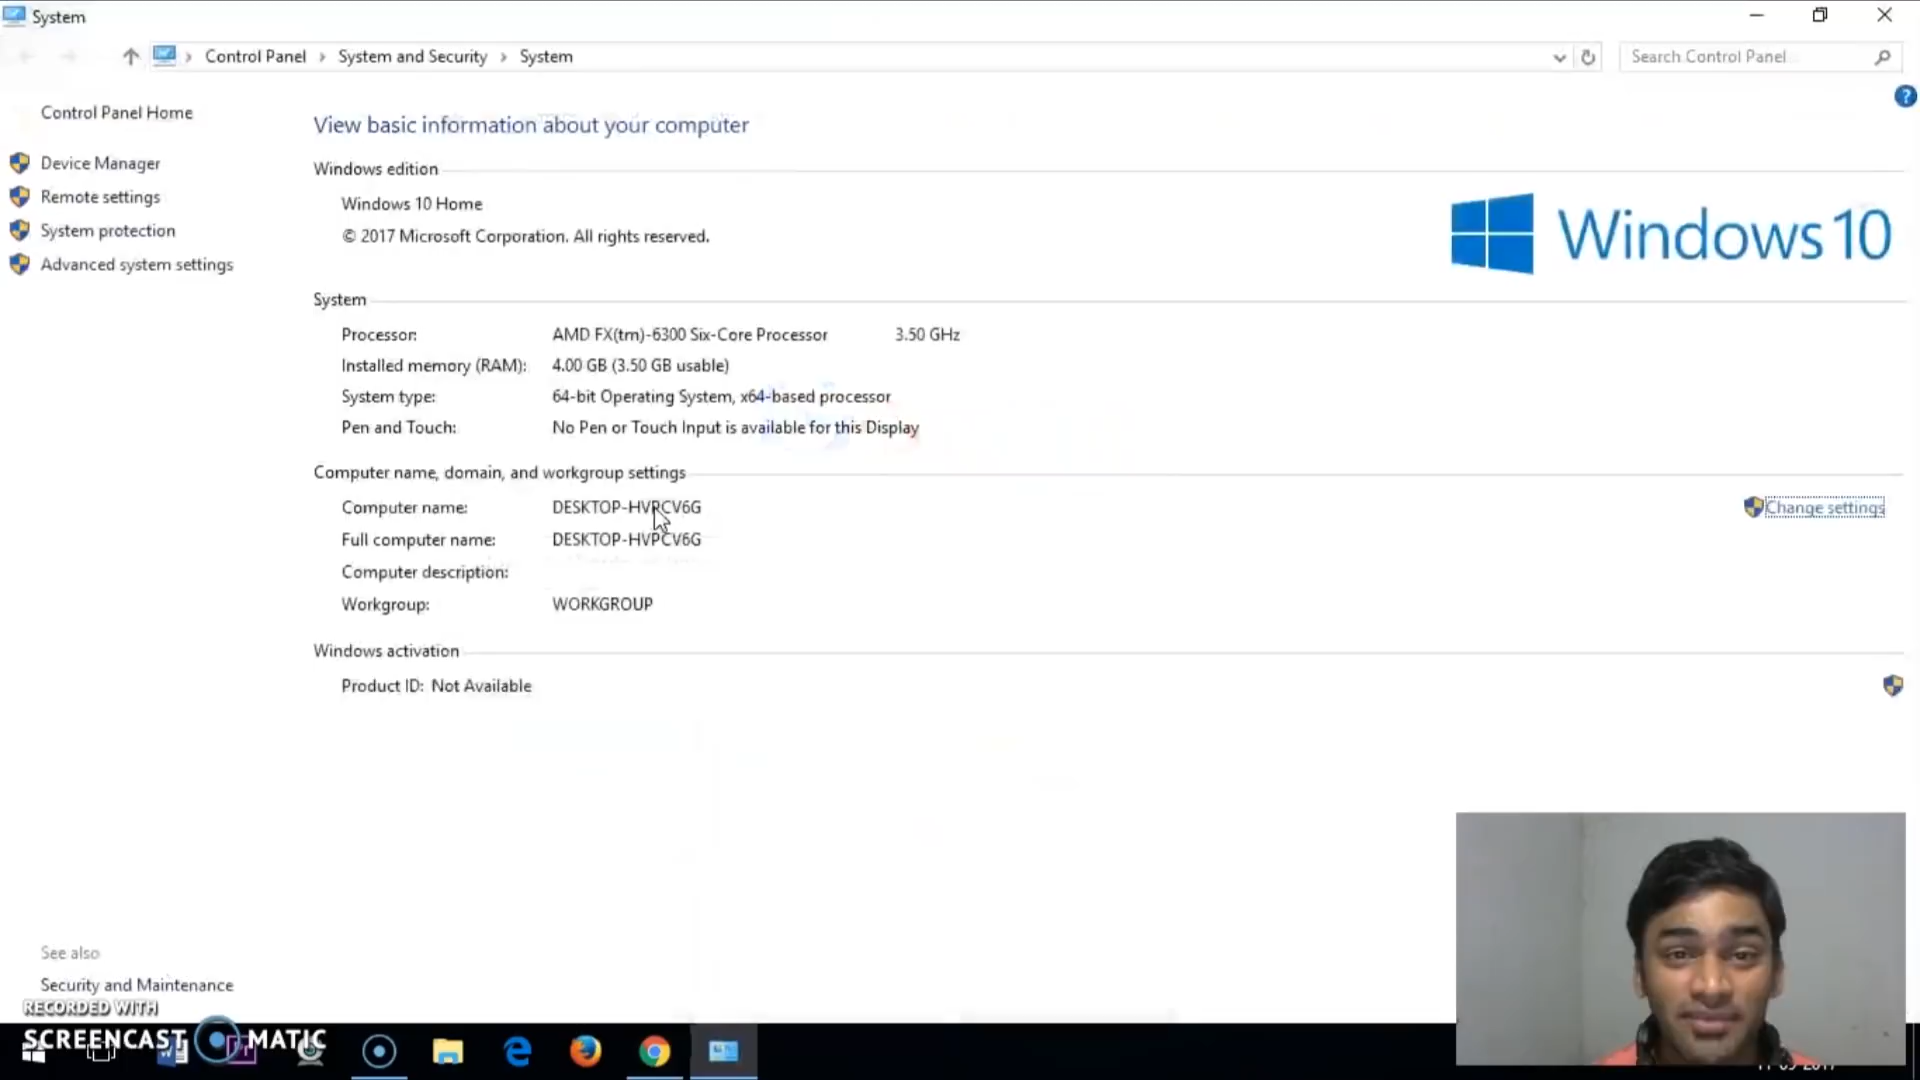 System
Control Panel > System and Security > System
Search Control Panel
Control Panel Home
Device Manager
Remote settings
System protection
Advanced system settings
See also
Security and Maintenance
View basic information about your computer
Windows edition
Windows 10 Home
© 2017 Microsoft Corporation. All rights reserved.
Windows 10
System
Processor: AMD FX(tm)-6300 Six-Core Processor 3.50 GHz
Installed memory (RAM): 4.00 GB (3.50 GB usable)
System type: 64-bit Operating System, x64-based processor
Pen and Touch: No Pen or Touch Input is available for this Display
Computer name, domain, and workgroup settings
Computer name: DESKTOP-HVPCV6G
Change settings
Full computer name: DESKTOP-HVPCV6G
Computer description:
Workgroup: WORKGROUP
Windows activation
Product ID: Not Available
RECORDED WITH
SCREENCAST MATIC